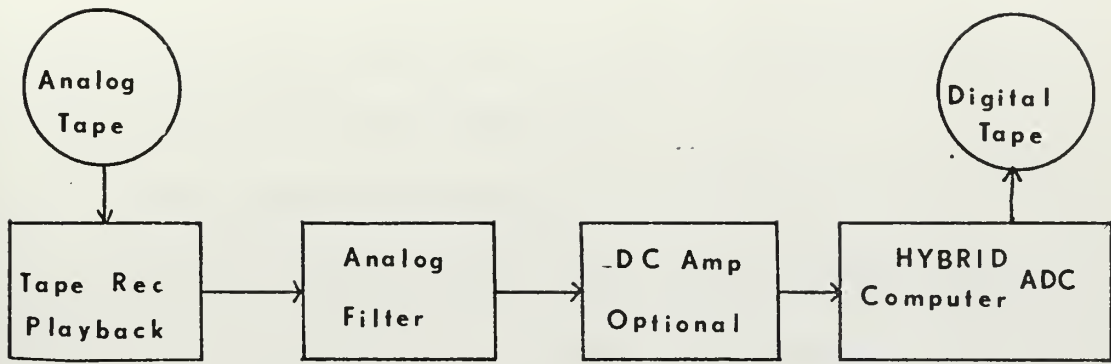 Analog
Tape
Digital
Tape
Tape Rec
Playback
Analog
Filter
DC Amp
Optional
HYBRID
Computer ADC